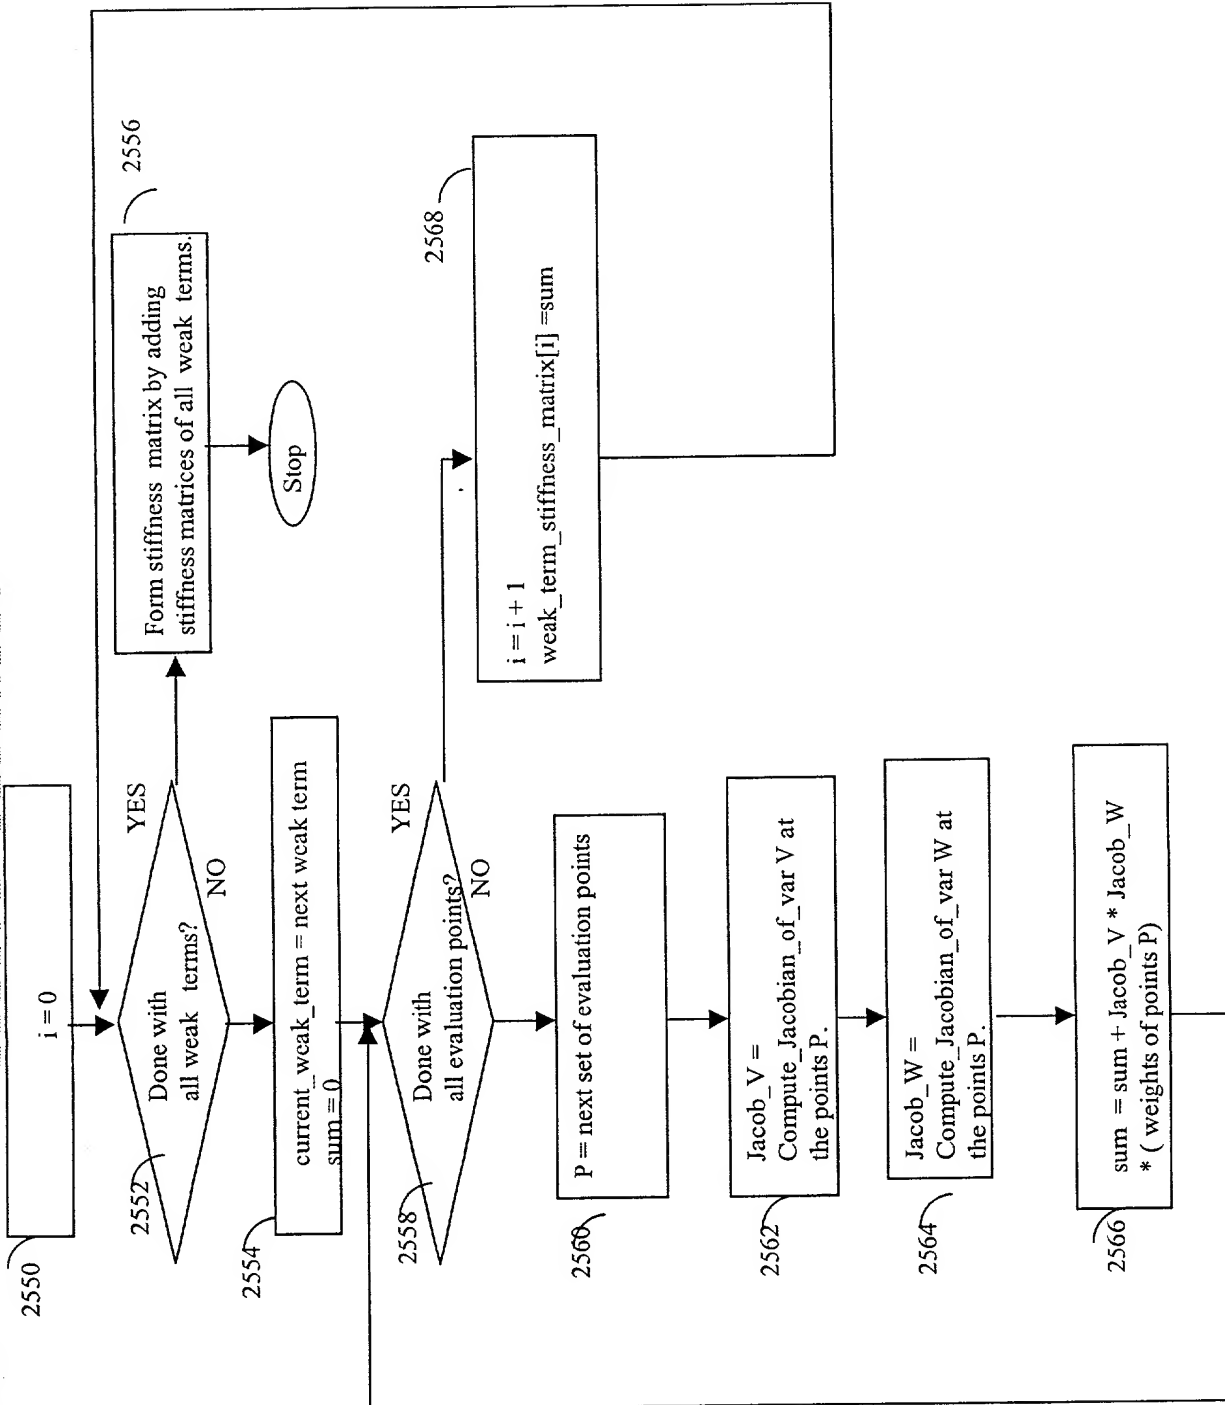 2550
i = 0
2552
Done with
all weak terms?
YES
NO
2556
Form stiffness matrix by adding
stiffness matrices of all weak terms.
Stop
2554
current_weak_term = next weak term
sum = 0
2558
Done with
all evaluation points?
YES
NO
2568
i = i + 1
weak_term_stiffness_matrix[i] =sum
2560
P = next set of evaluation points
2562
Jacob_V =
Compute_Jacobian_of_var V at
the points P.
2564
Jacob_W =
Compute_Jacobian_of_var W at
the points P.
2566
sum = sum + Jacob_V * Jacob_W
* ( weights of points P)